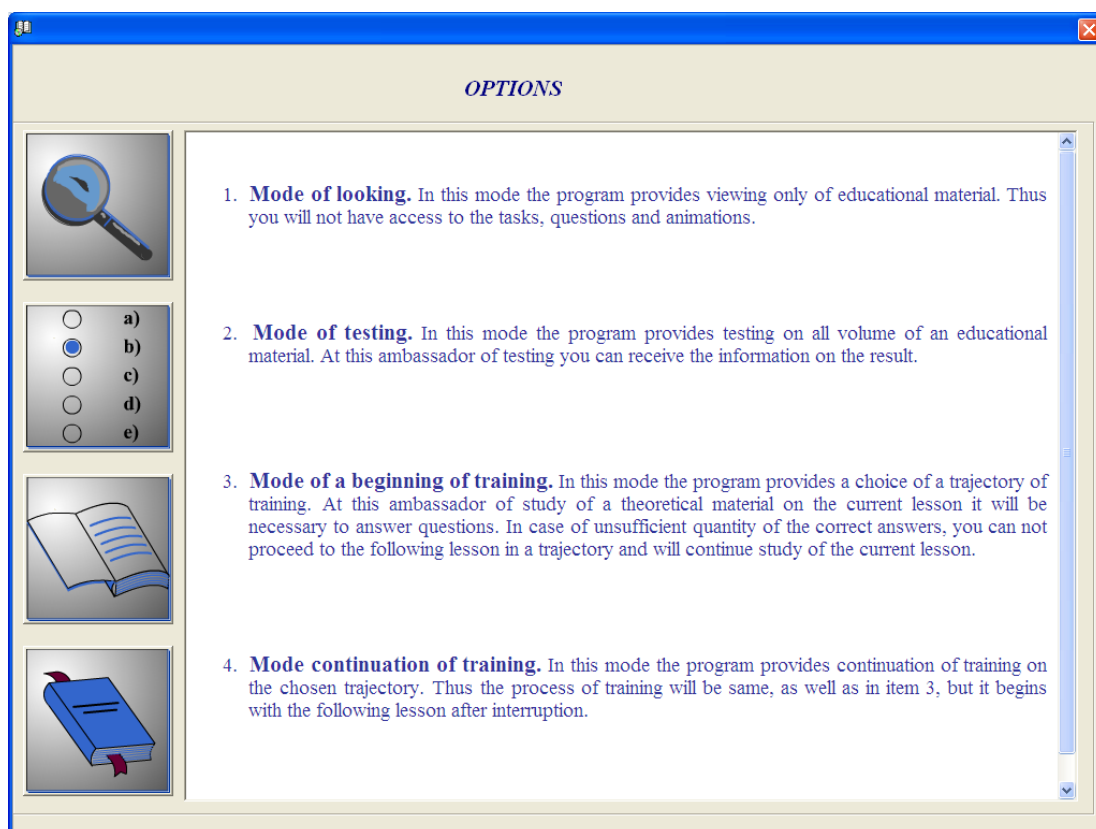 OPTIONS
a)
b)
c)
d)
e)
1. Mode of looking. In this mode the program provides viewing only of educational material. Thus
you will not have access to the tasks, questions and animations.
2. Mode of testing. In this mode the program provides testing on all volume of an educational
material. At this ambassador of testing you can receive the information on the result.
3. Mode of a beginning of training. In this mode the program provides a choice of a trajectory of
training. At this ambassador of study of a theoretical material on the current lesson it will be
necessary to answer questions. In case of unsufficient quantity of the correct answers, you can not
proceed to the following lesson in a trajectory and will continue study of the current lesson.
4. Mode continuation of training. In this mode the program provides continuation of training on
the chosen trajectory. Thus the process of training will be same, as well as in item 3, but it begins
with the following lesson after interruption.